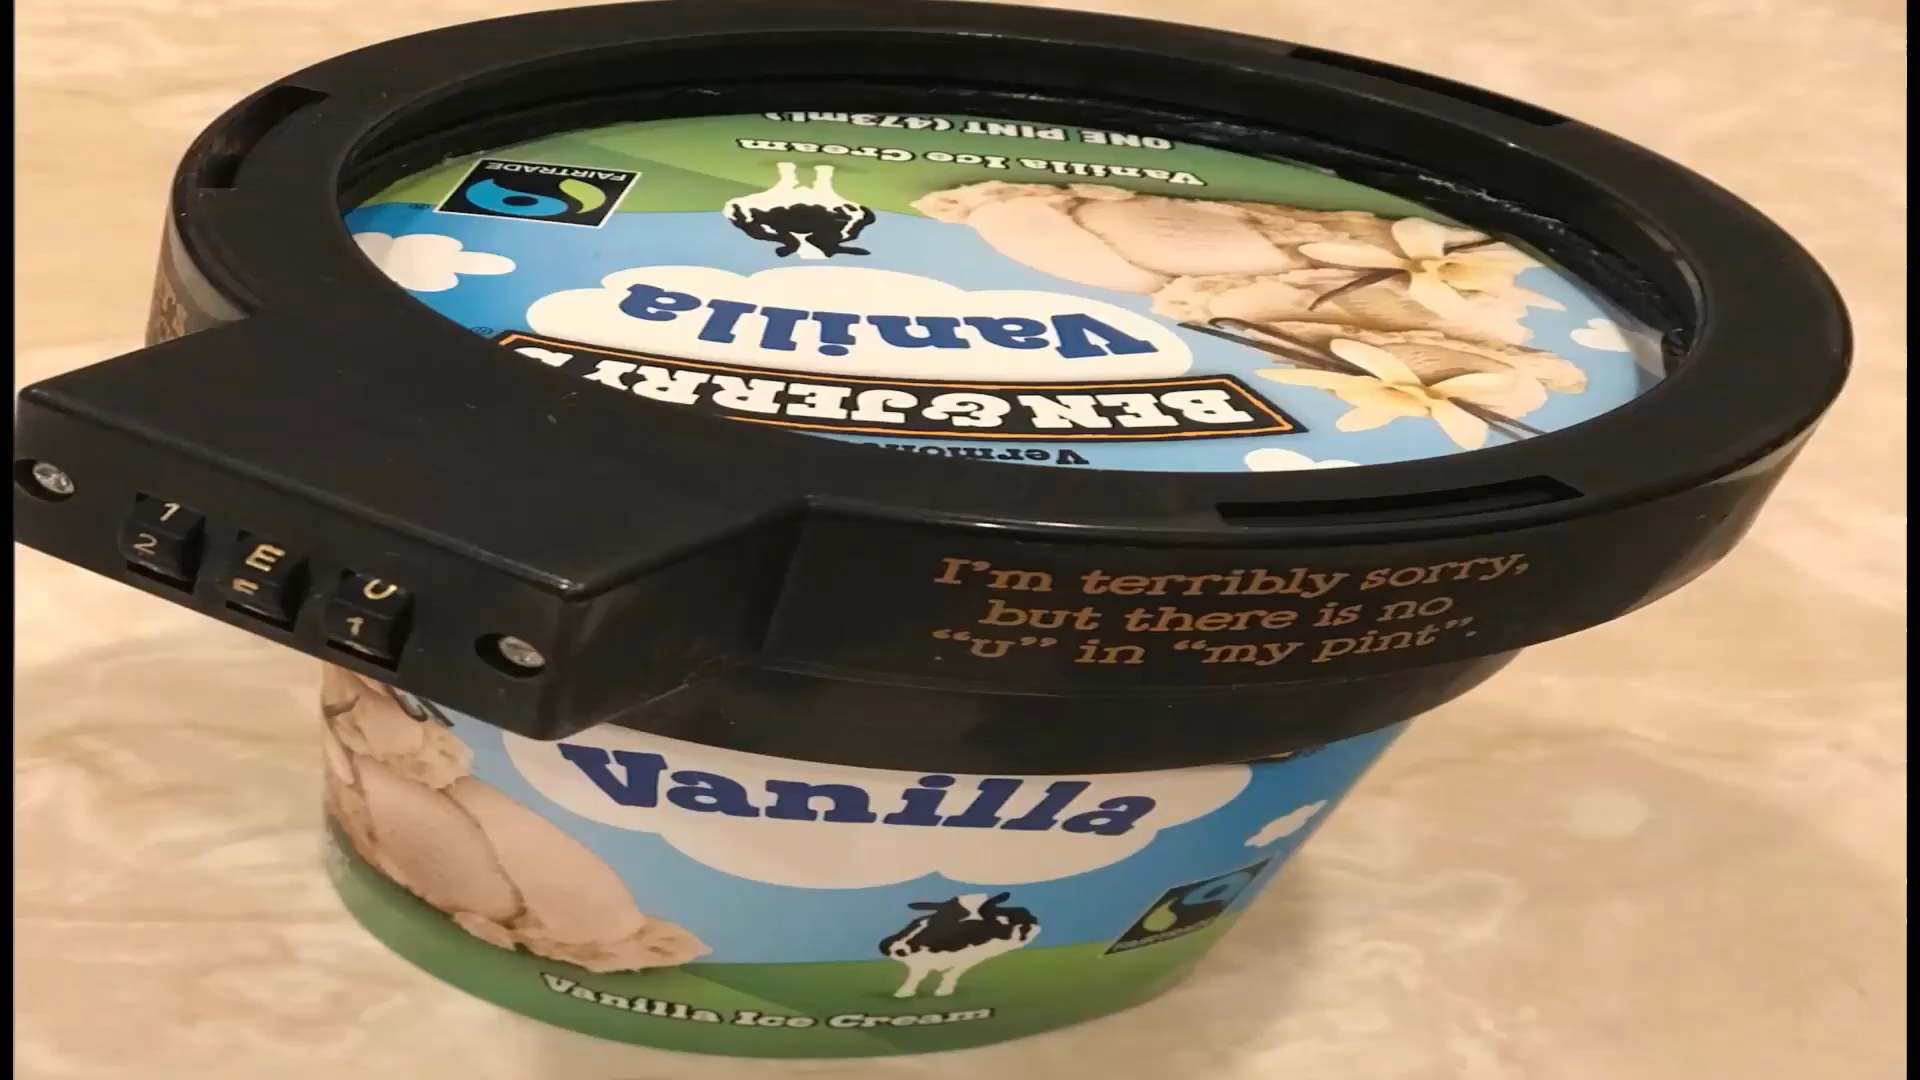 ONE PINT (473ml)
Vanilla Ice Cream
FAIRTRADE
Vanilla
BEN & JERRY'S
1 E U
2 1
I'm terribly sorry,
but there is no
"u" in "my pint".
Vanilla
Vanilla Ice Cream